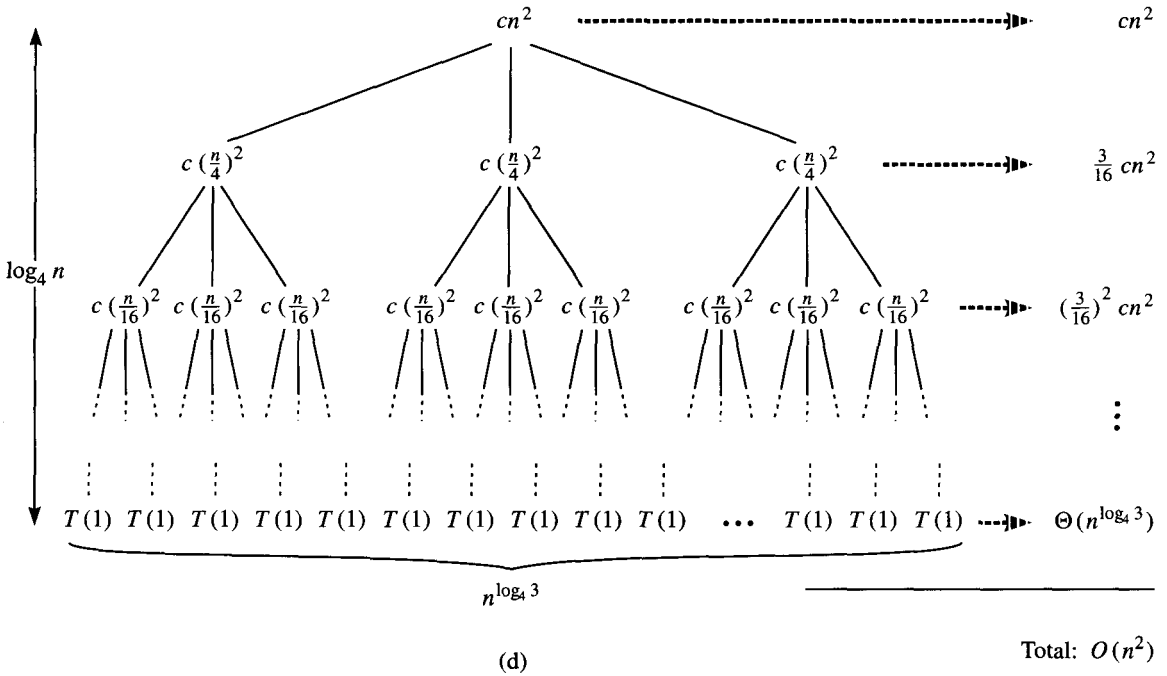 cn² cn²
c(n/4)² c(n/4)² c(n/4)² 3/16 cn²
log₄ n
c(n/16)² c(n/16)² c(n/16)² c(n/16)² c(n/16)² c(n/16)² c(n/16)² c(n/16)² c(n/16)² (3/16)² cn²
T(1) T(1) T(1) T(1) T(1) T(1) T(1) T(1) T(1) T(1) ••• T(1) T(1) T(1) Θ(n^{log₄ 3})
n^{log₄ 3}
Total: O(n²)
(d)